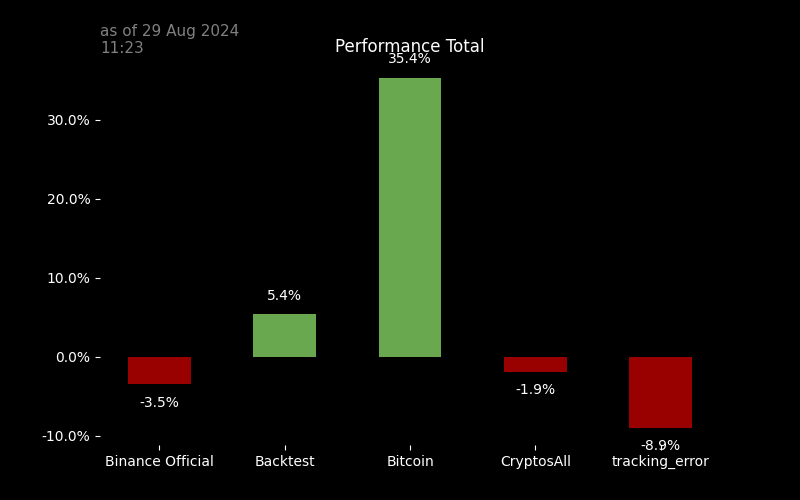 as of 29 Aug 2024
11:23
Performance Total
35.4%
30.0%
20.0%
10.0%
5.4%
0.0%
-3.5%
-1.9%
-10.0%
-8.9%
Binance Official
Backtest
Bitcoin
CryptosAll
tracking_error